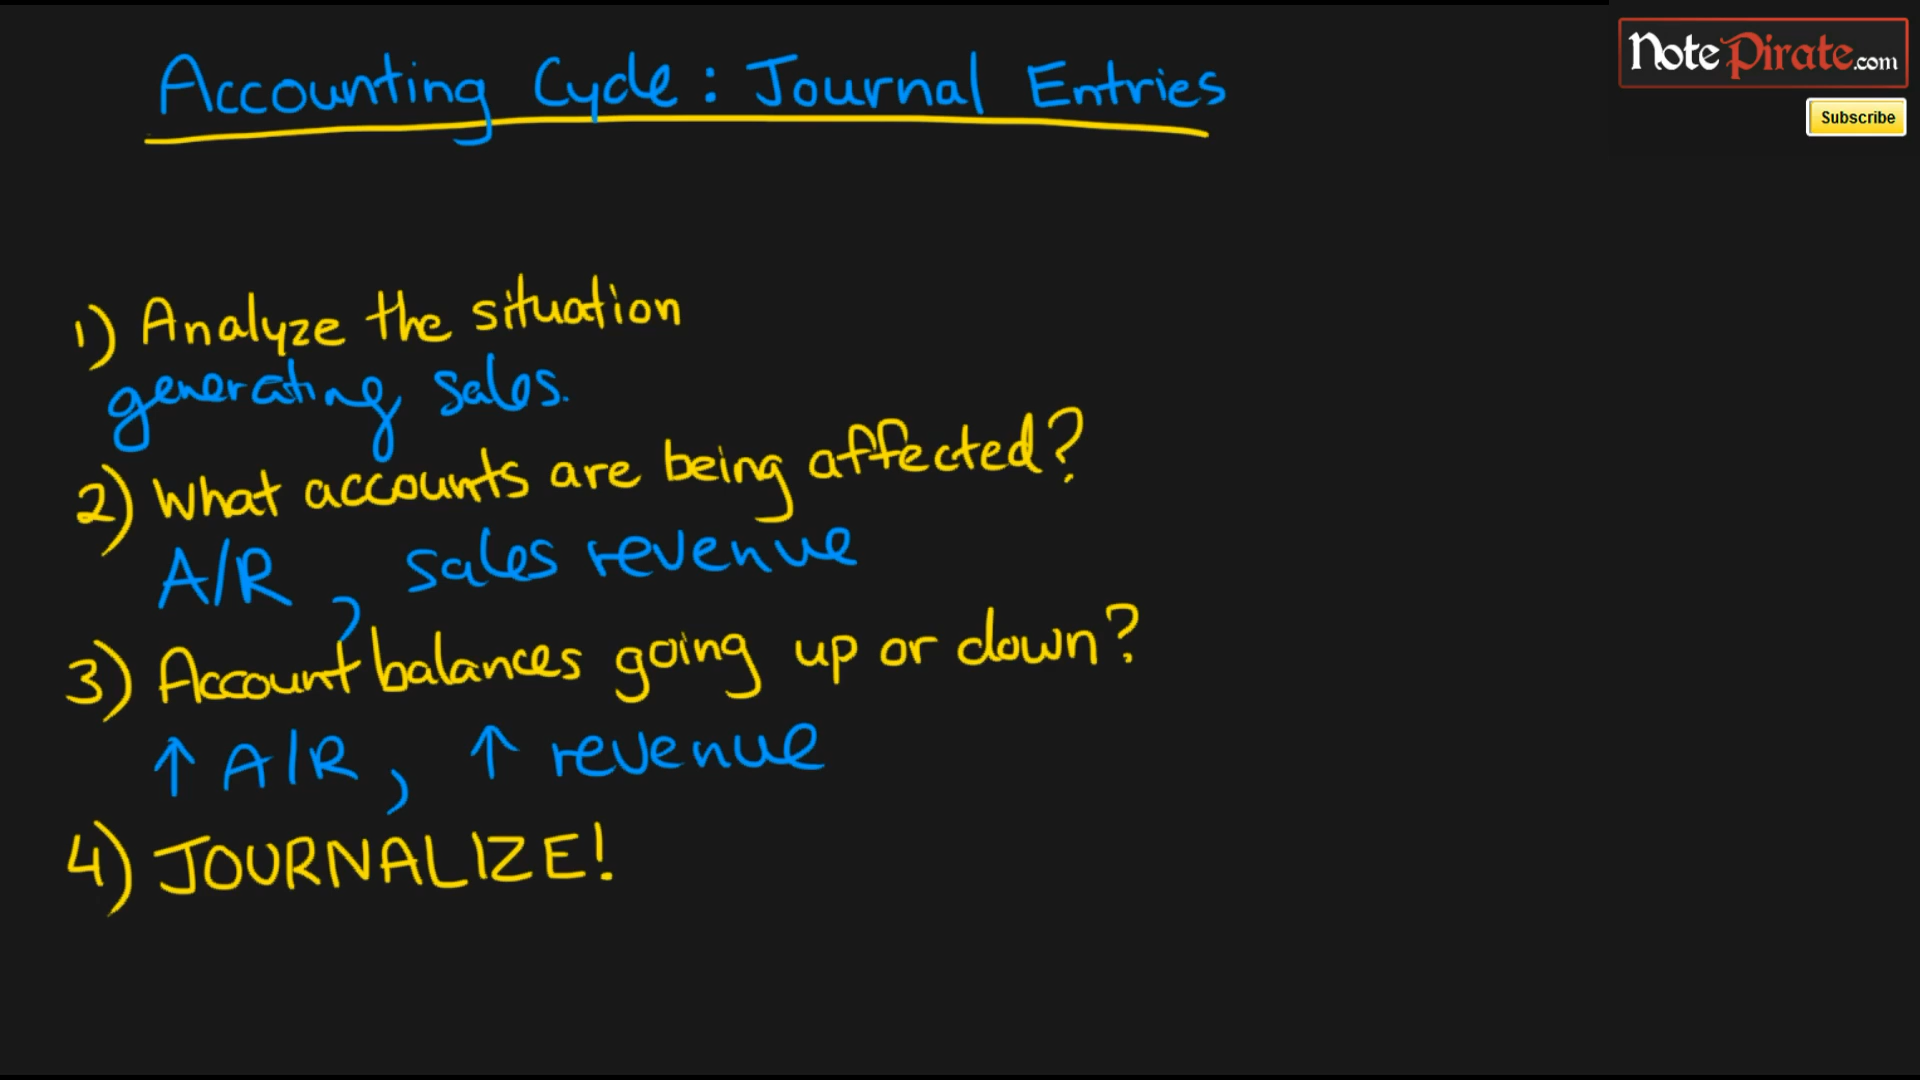 Accounting Cycle: Journal Entries
NotePirate.com
Subscribe
1) Analyze the situation
generating sales.
2) What accounts are being affected?
A/R, sales revenue
3) Account balances going up or down?
↑ A/R, ↑ revenue
4) JOURNALIZE!